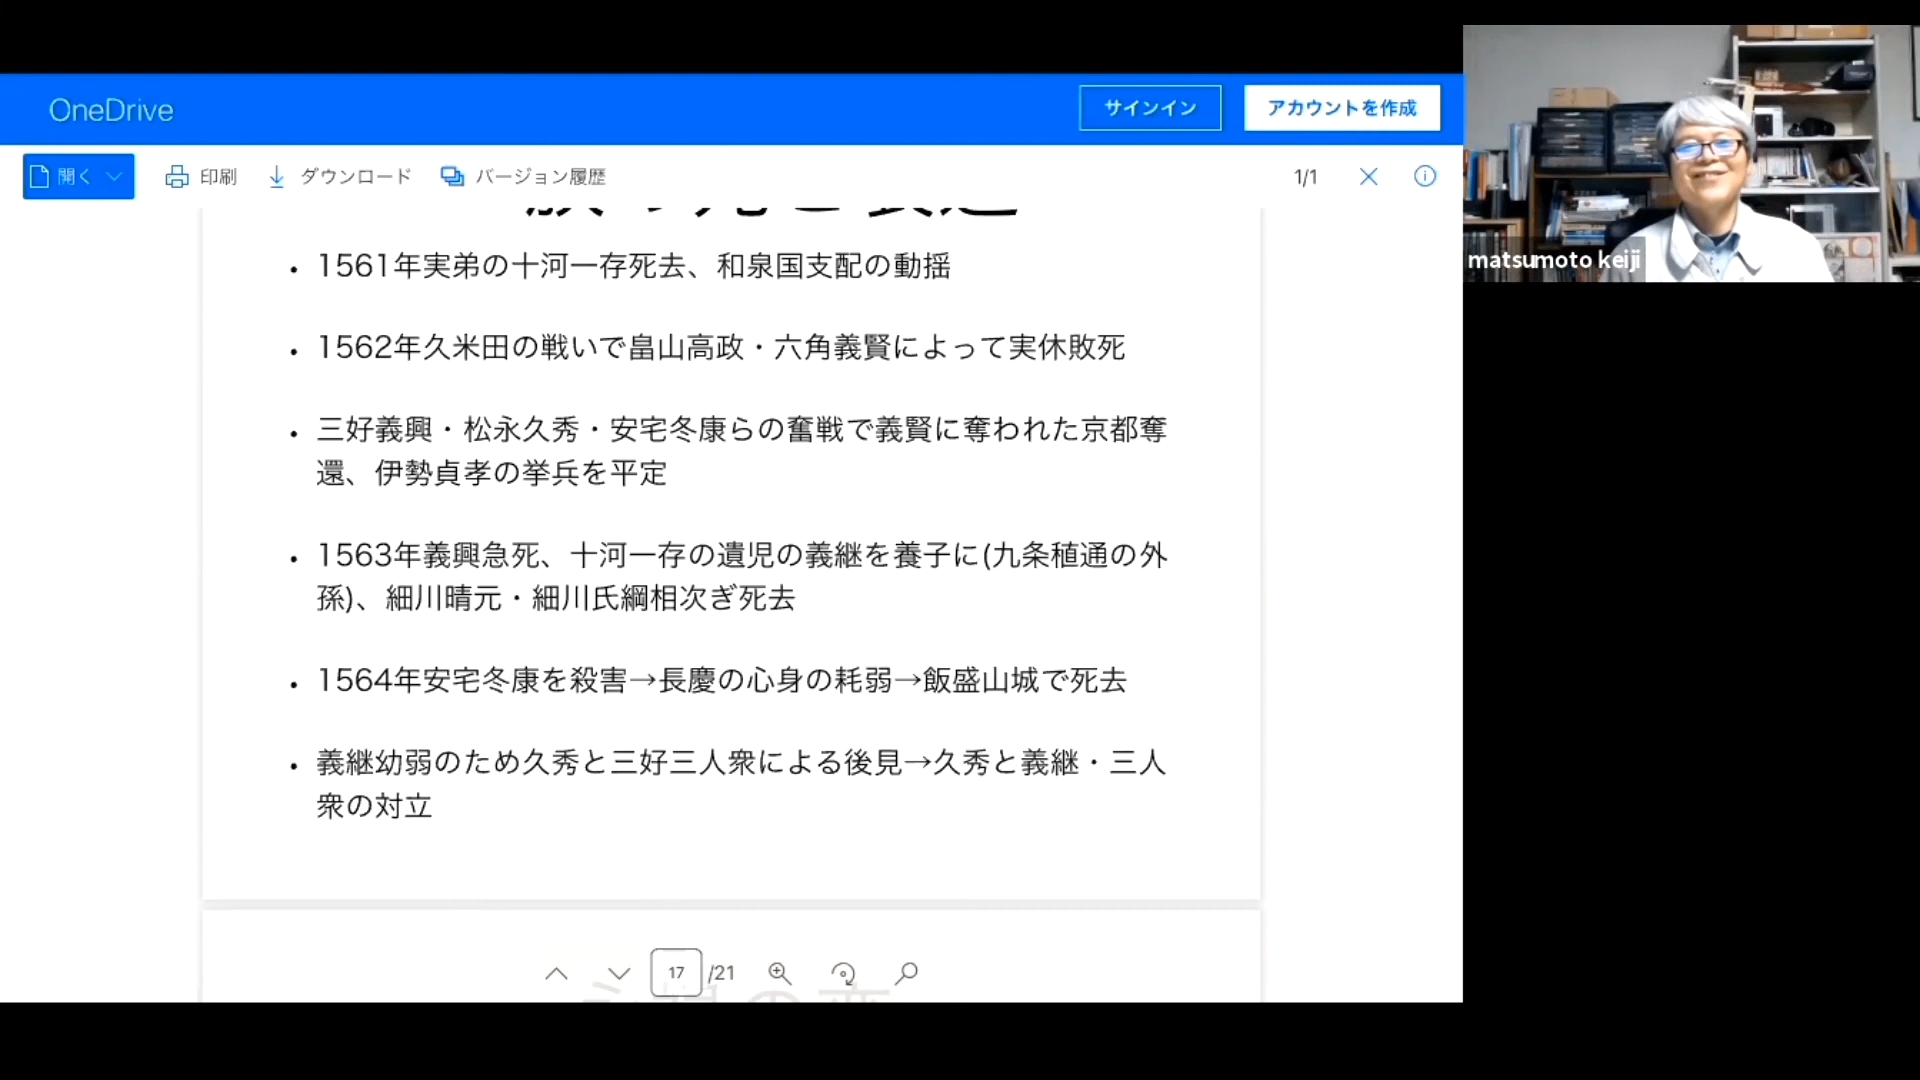 OneDrive
サインイン
アカウントを作成
開く
印刷
ダウンロード
バージョン履歴
1/1
matsumoto keiji
• 1561年実弟の十河一存死去、和泉国支配の動揺
• 1562年久米田の戦いで畠山高政・六角義賢によって実休敗死
• 三好義興・松永久秀・安宅冬康らの奮戦で義賢に奪われた京都奪
還、伊勢貞孝の挙兵を平定
• 1563年義興急死、十河一存の遺児の義継を養子に(九条稙通の外
孫)、細川晴元・細川氏綱相次ぎ死去
• 1564年安宅冬康を殺害→長慶の心身の耗弱→飯盛山城で死去
• 義継幼弱のため久秀と三好三人衆による後見→久秀と義継・三人
衆の対立
17 /21